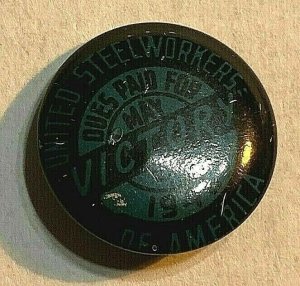 UNITED STEELWORKERS
DUES PAID FOR
MAY
VICTORY
19
OF AMERICA